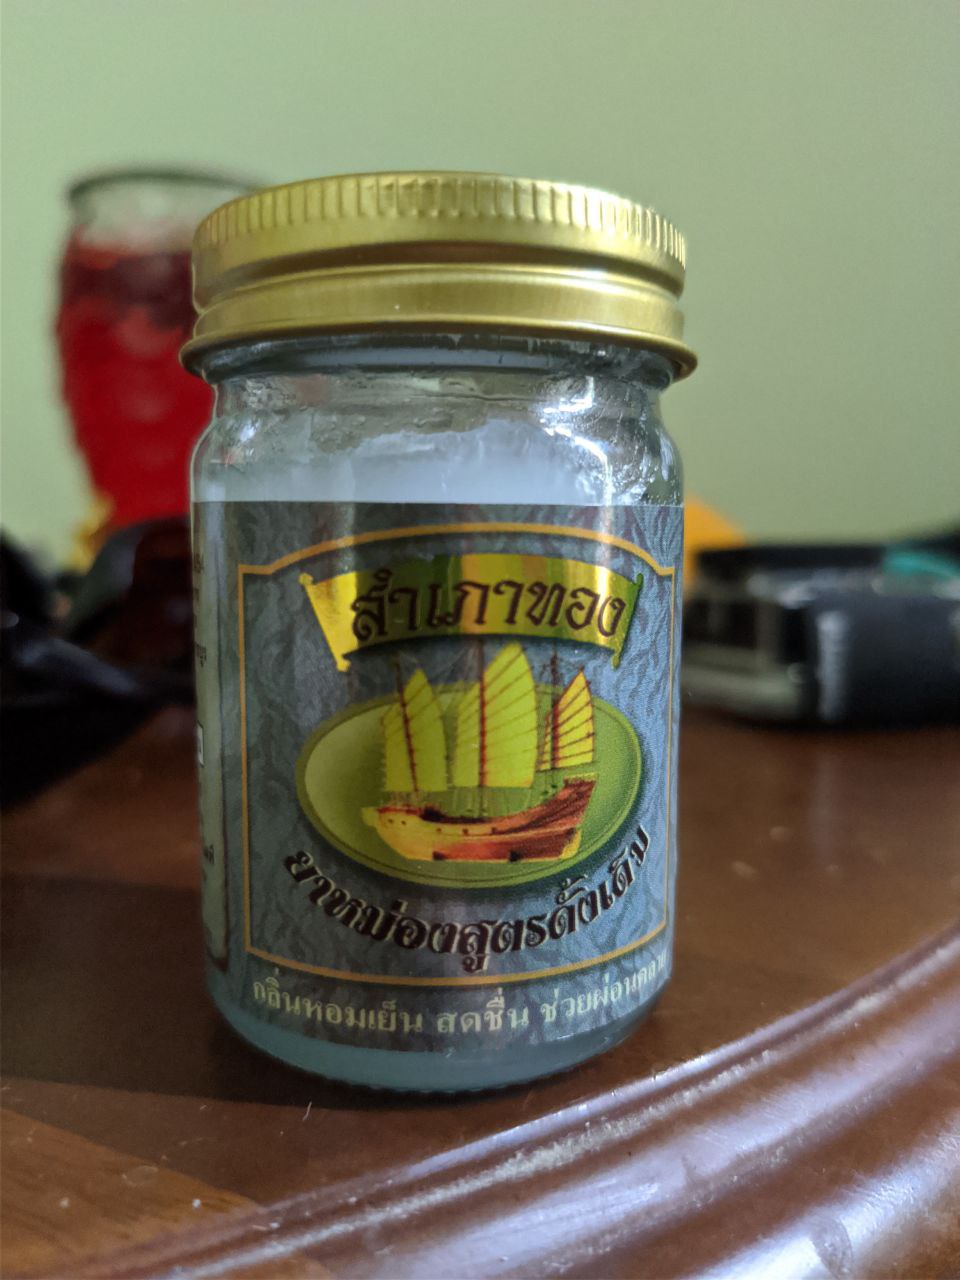 สำเภาทอง
ยาหม่องสูตรดั้งเดิม
กลิ่นหอมเย็น สดชื่น ช่วยผ่อนคลาย